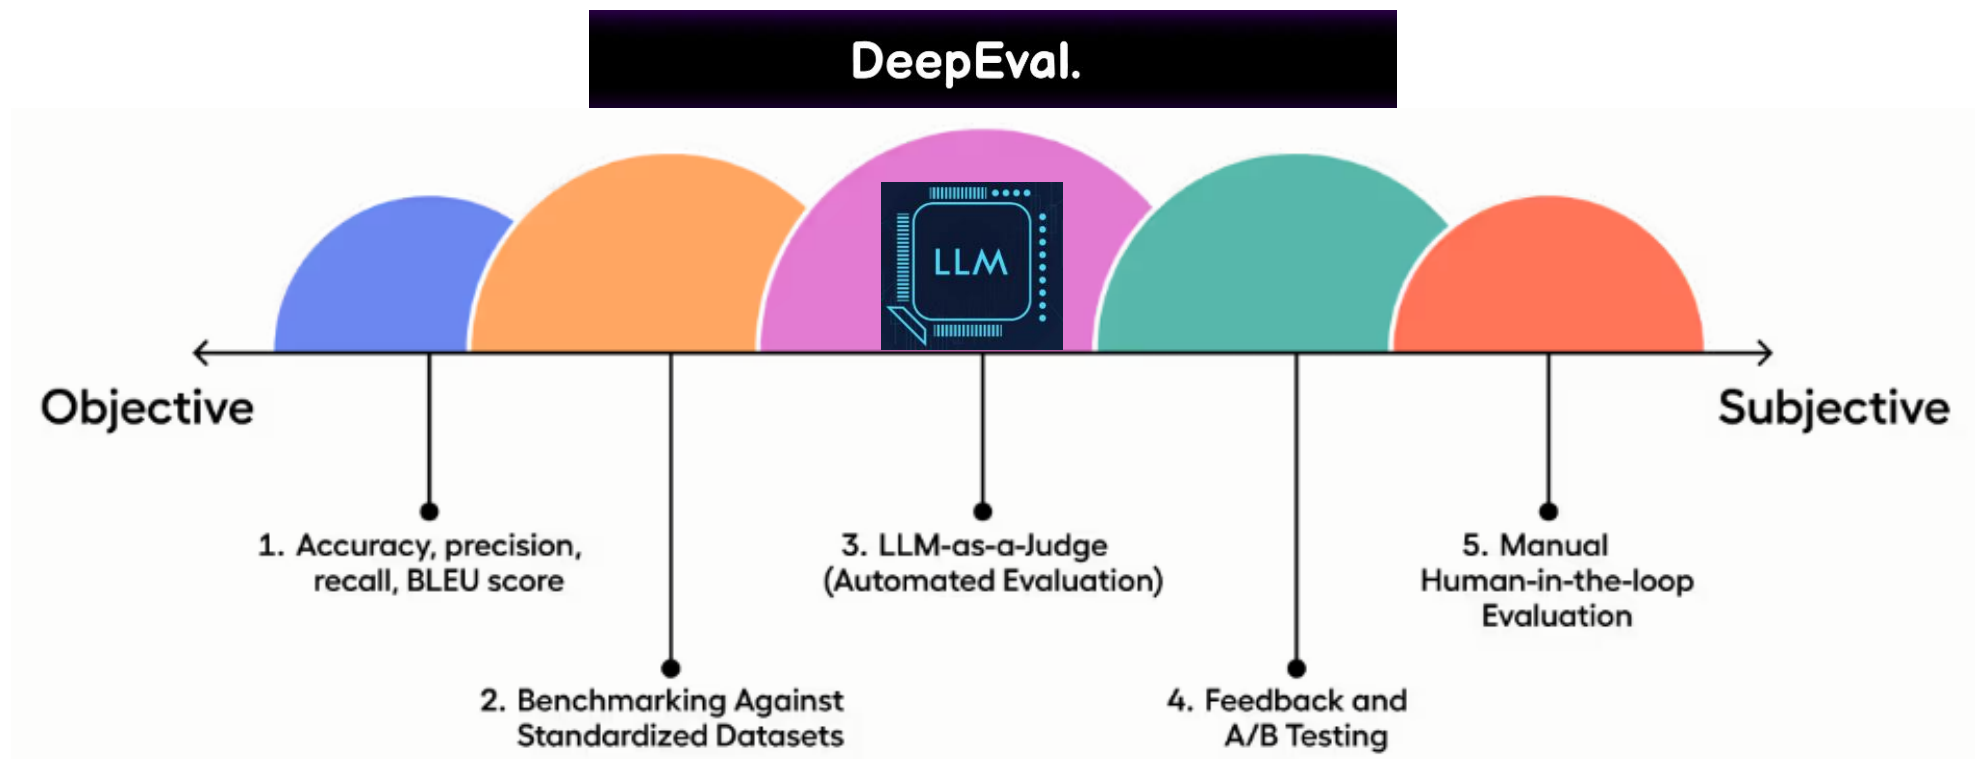 DeepEval.
LLM
Objective
Subjective
1. Accuracy, precision,
recall, BLEU score
2. Benchmarking Against
Standardized Datasets
3. LLM-as-a-Judge
(Automated Evaluation)
4. Feedback and
A/B Testing
5. Manual
Human-in-the-loop
Evaluation